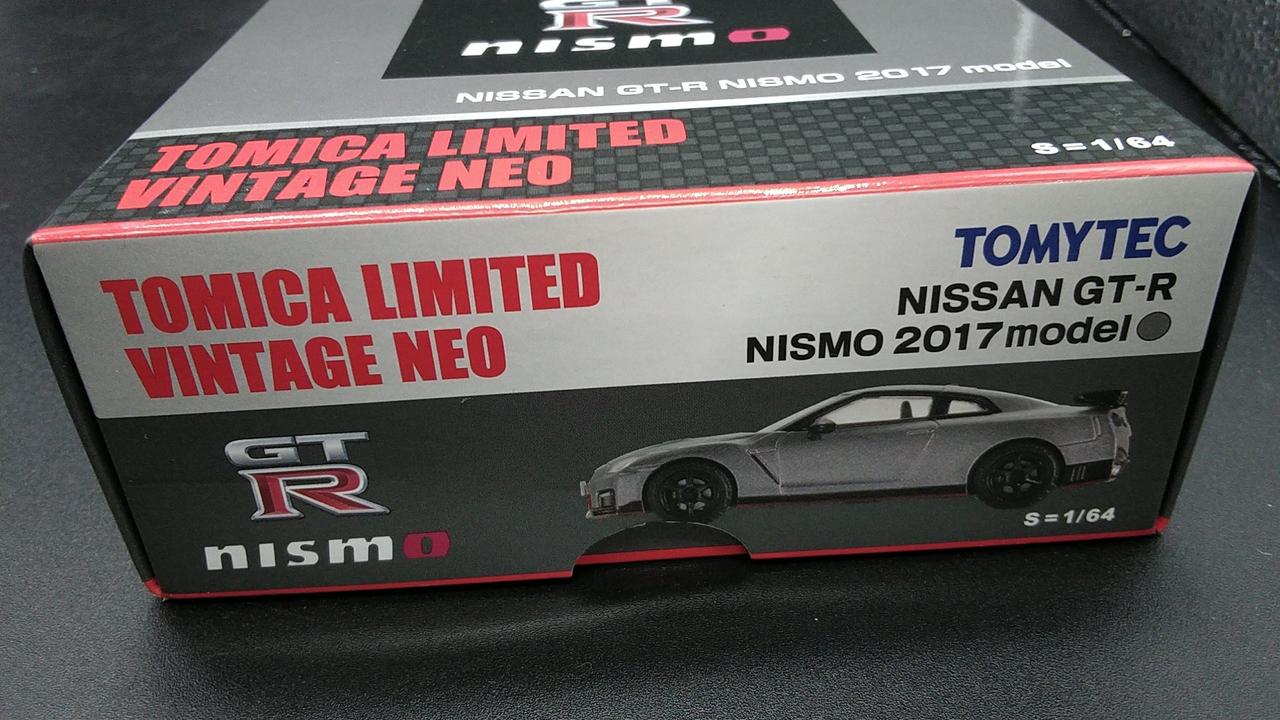 GT
R
nismo
NISSAN GT-R NISMO 2017 model
TOMICA LIMITED
VINTAGE NEO
S=1/64
TOMICA LIMITED
VINTAGE NEO
TOMYTEC
NISSAN GT-R
NISMO 2017model
GT
R
nismo
S=1/64